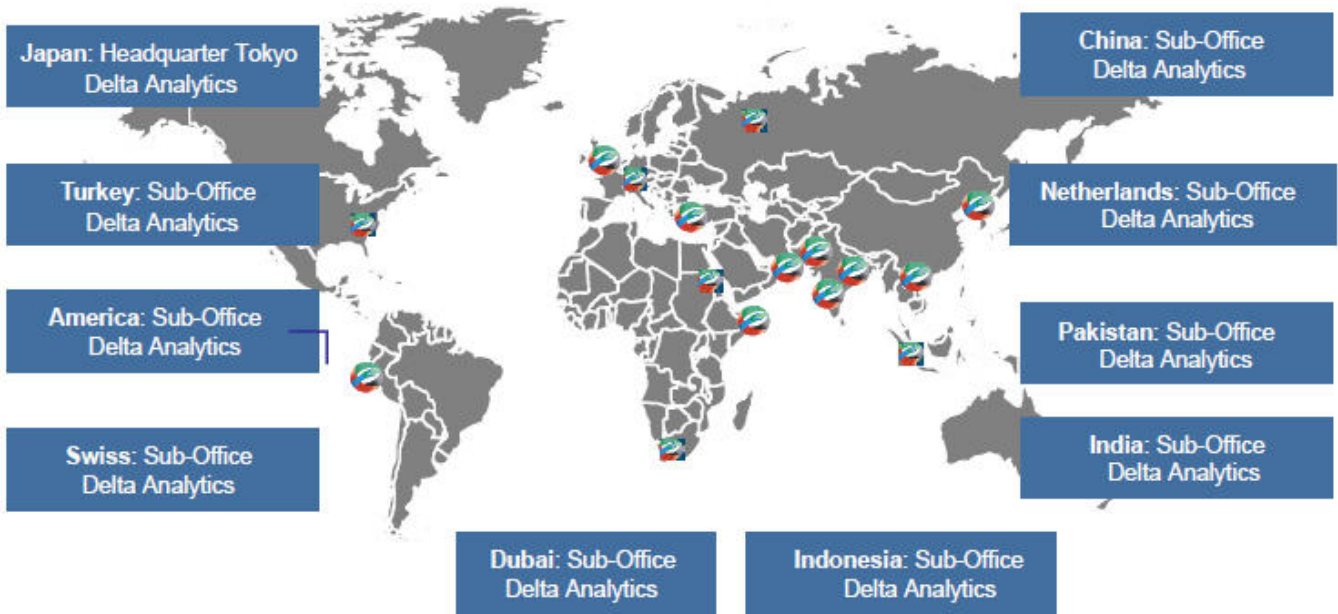 Japan: Headquarter Tokyo
Delta Analytics
China: Sub-Office
Delta Analytics
Turkey: Sub-Office
Delta Analytics
Netherlands: Sub-Office
Delta Analytics
America: Sub-Office
Delta Analytics
Pakistan: Sub-Office
Delta Analytics
Swiss: Sub-Office
Delta Analytics
India: Sub-Office
Delta Analytics
Dubai: Sub-Office
Delta Analytics
Indonesia: Sub-Office
Delta Analytics